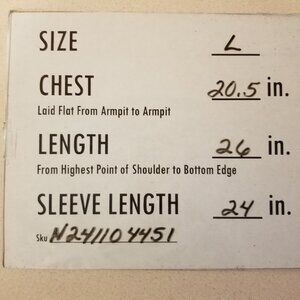 SIZE L
CHEST 20.5 in.
Laid Flat From Armpit to Armpit
LENGTH 26 in.
From Highest Point of Shoulder to Bottom Edge
SLEEVE LENGTH 24 in.
Sku N241104451